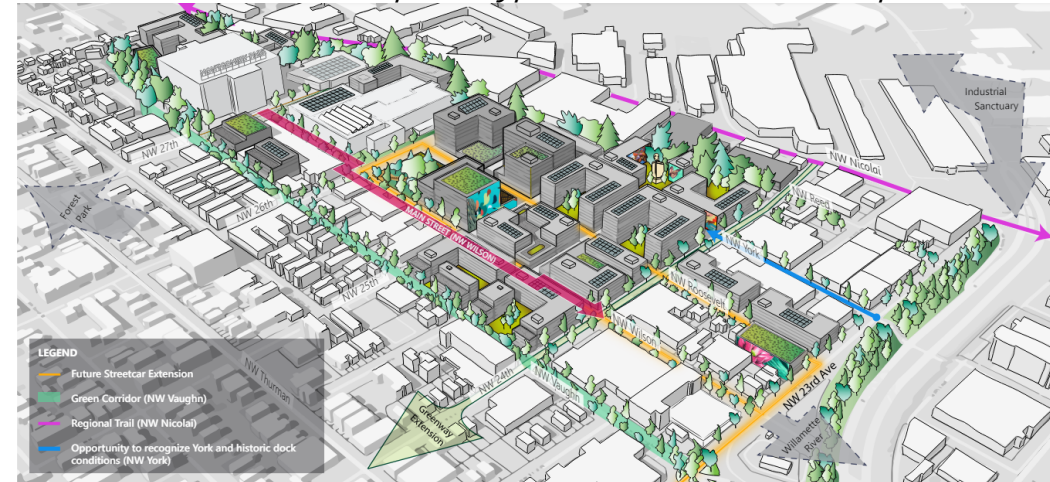 Industrial
Sanctuary
NW Nicolai
NW 27th
NW Reed
Forest
Park
NW 26th
MAIN STREET (NW WILSON)
NW York
NW 25th
NW Roosevelt
NW Wilson
LEGEND
Future Streetcar Extension
Green Corridor (NW Vaughn)
Regional Trail (NW Nicolai)
Opportunity to recognize York and historic dock
conditions (NW York)
NW Thurman
NW 24th
NW Vaughn
NW 23rd Ave
Greenway
Extension
Willamette
River